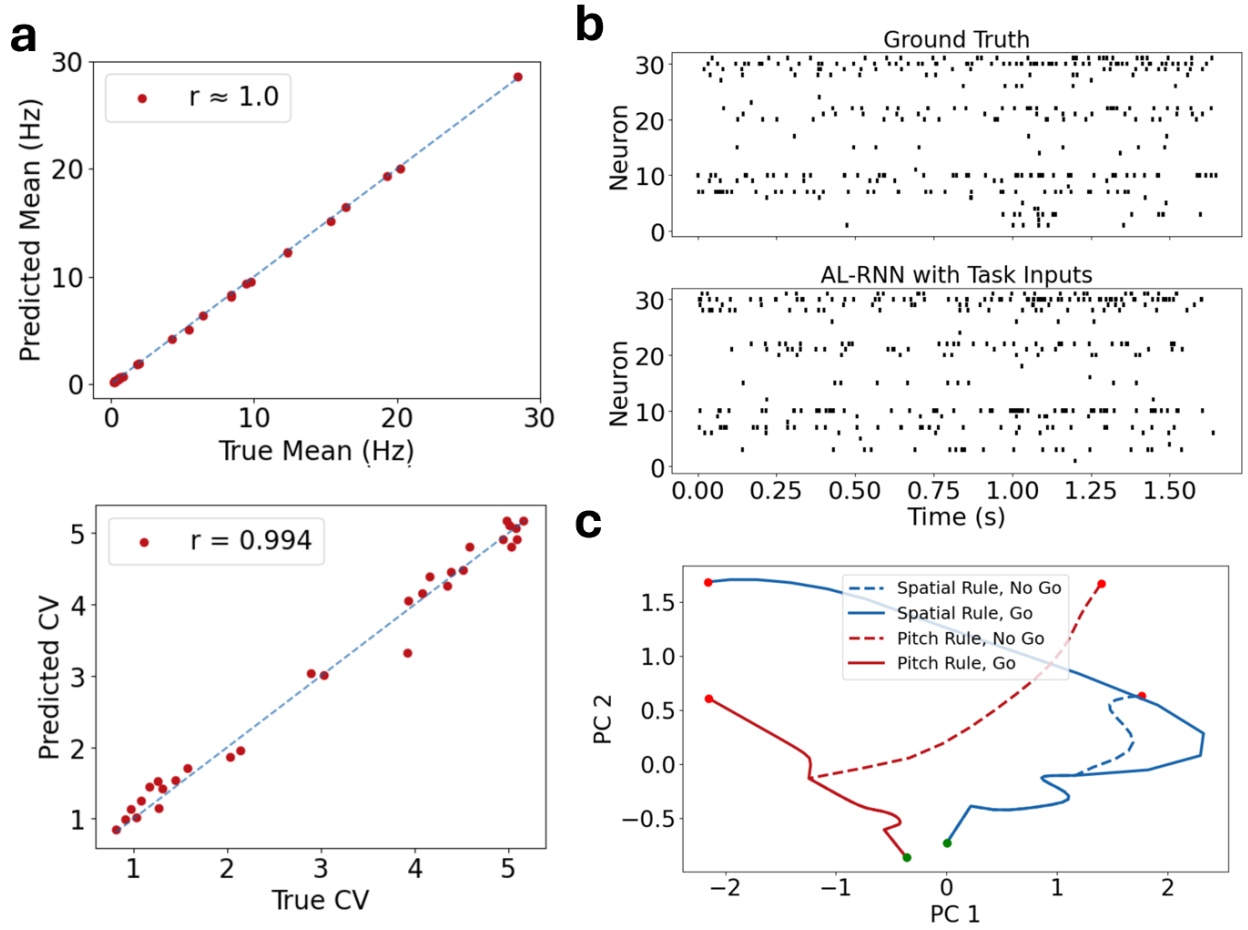 a
30
20
10
0
0
10
20
30
r ≈ 1.0
Predicted Mean (Hz)
True Mean (Hz)
5
4
3
2
1
1
2
3
4
5
r = 0.994
Predicted CV
True CV
b
Ground Truth
30
20
10
0
Neuron
AL-RNN with Task Inputs
30
20
10
0
Neuron
0.00
0.25
0.50
0.75
1.00
1.25
1.50
Time (s)
c
1.5
1.0
0.5
0.0
−0.5
PC 2
Spatial Rule, No Go
Spatial Rule, Go
Pitch Rule, No Go
Pitch Rule, Go
−2
−1
0
1
2
PC 1